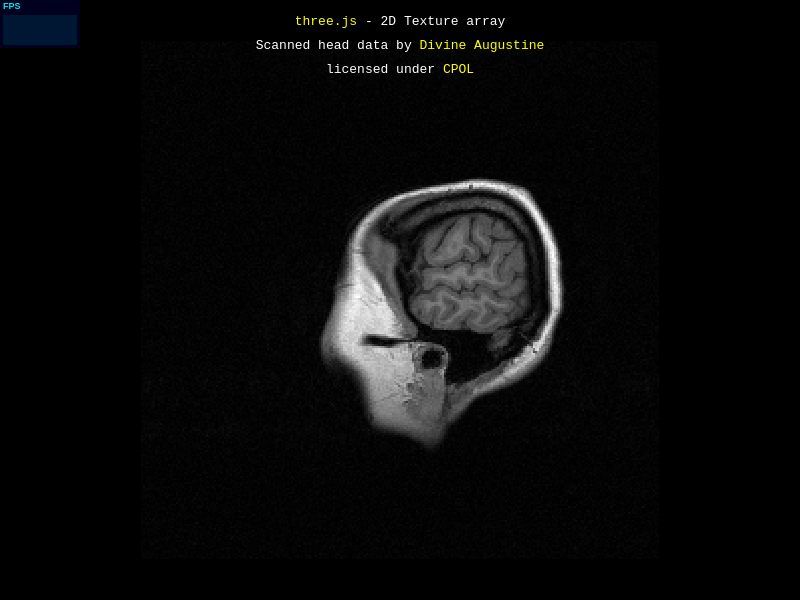 FPS
three.js - 2D Texture array
Scanned head data by Divine Augustine
licensed under CPOL